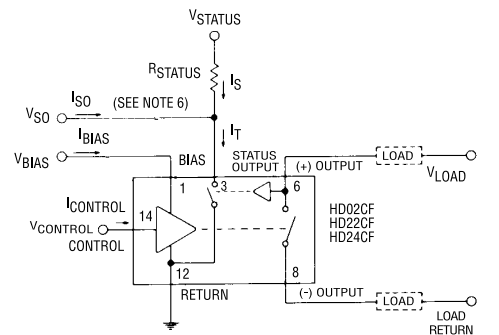 VSTATUS
RSTATUS
IS
ISO
(SEE NOTE 6)
VSO
IT
IBIAS
VBIAS
BIAS
STATUS
OUTPUT
(+) OUTPUT
LOAD
VLOAD
1
3
6
HD02CF
HD22CF
HD24CF
ICONTROL
14
VCONTROL
CONTROL
12
8
RETURN
(-) OUTPUT
LOAD
LOAD
RETURN